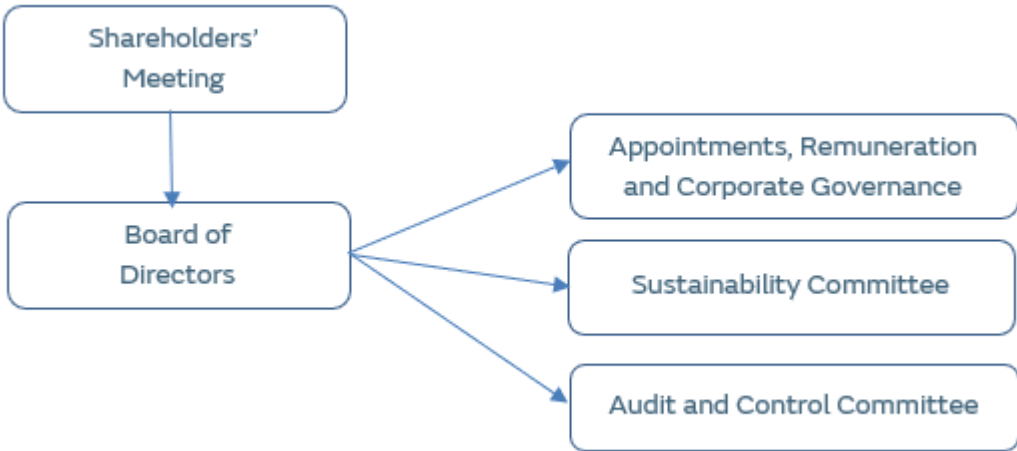 Shareholders’
Meeting
Board of
Directors
Appointments, Remuneration
and Corporate Governance
Sustainability Committee
Audit and Control Committee